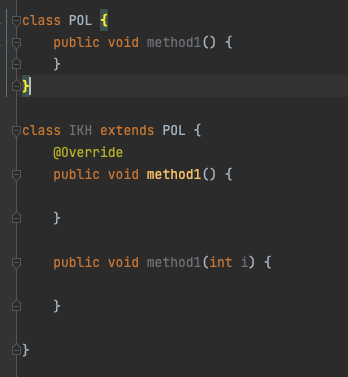 class POL {
    public void method1() {
    }
}

class IKH extends POL {
    @Override
    public void method1() {

    }

    public void method1(int i) {

    }

}